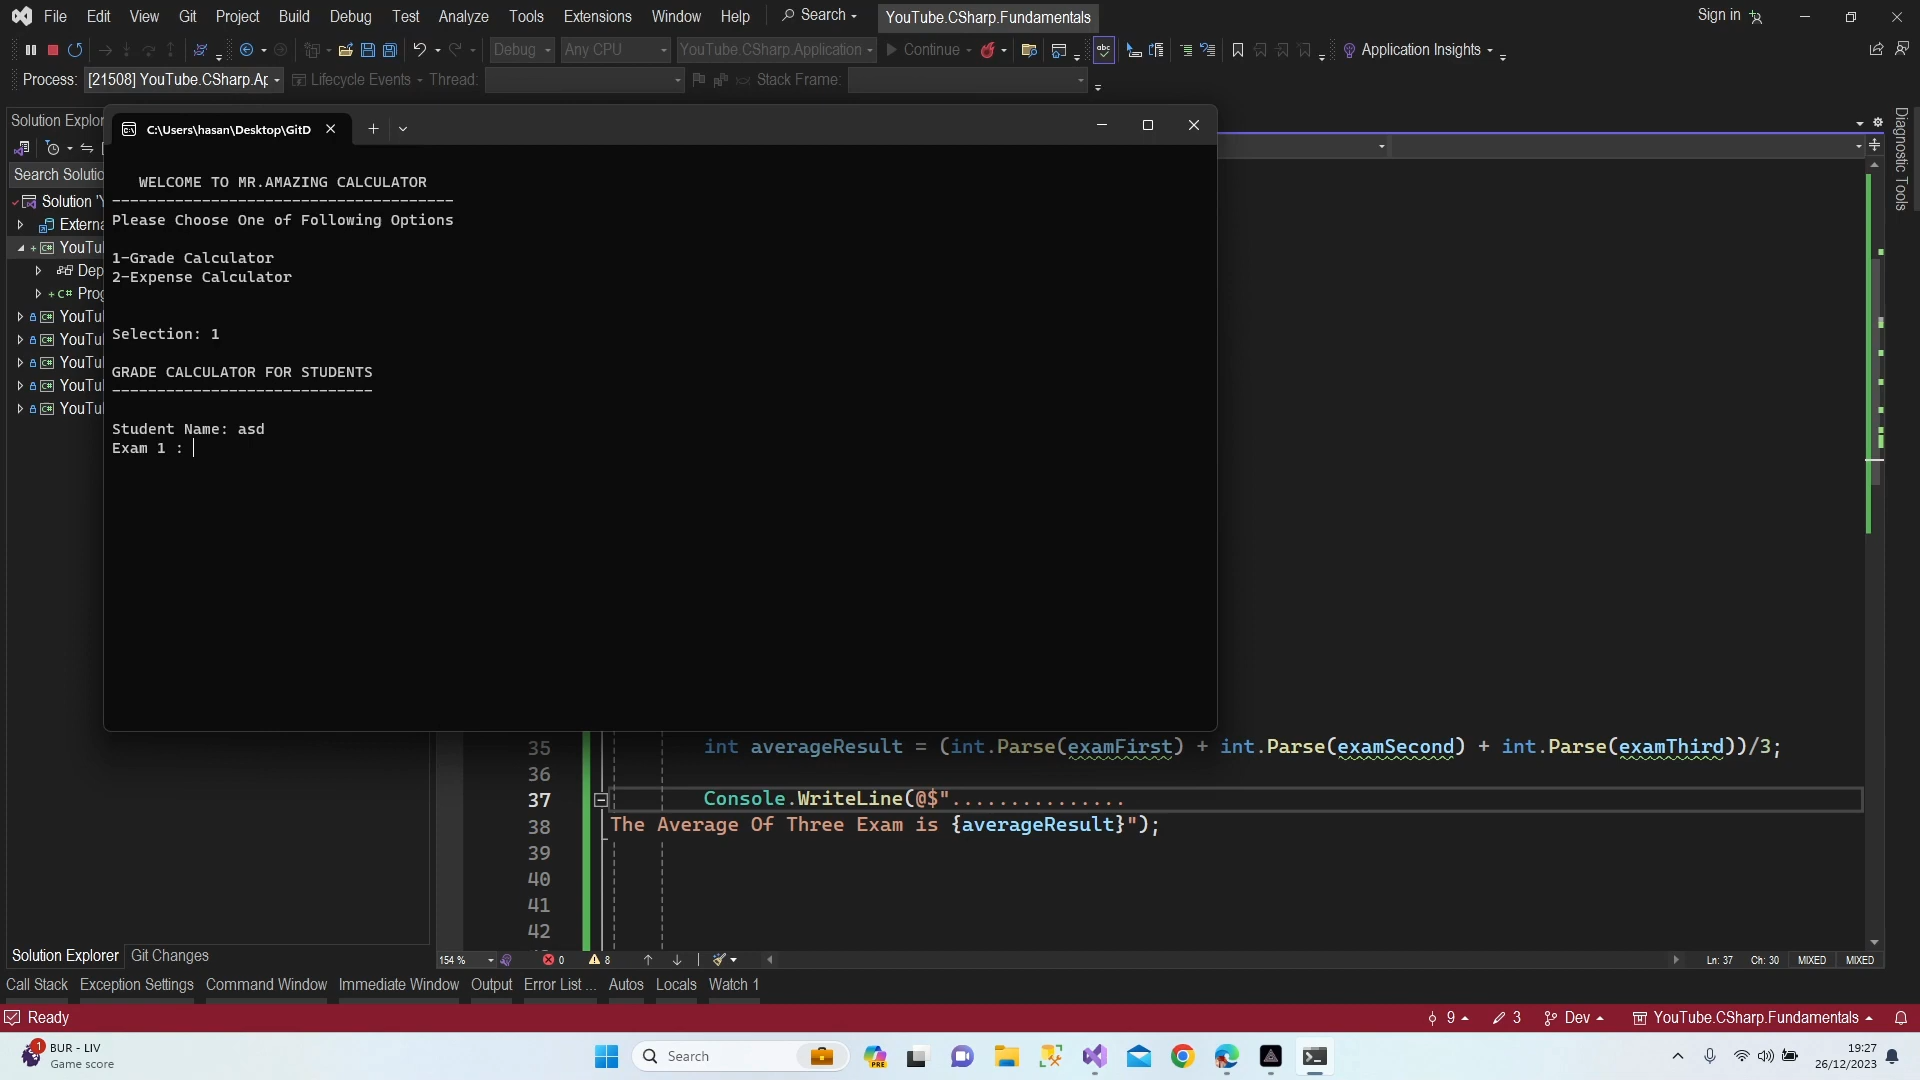 File Edit View Git Project Build Debug Test Analyze Tools Extensions Window Help Search YouTube.CSharp.Fundamentals Sign in
Debug Any CPU YouTube.CSharp.Application Continue Application Insights
Process: [21508] YouTube.CSharp.Ap Lifecycle Events Thread: Stack Frame:
Solution Explor
Search Solutio
Solution 'Y
Externa
YouTu
Dep
Prog
YouTu
YouTu
YouTu
YouTu
YouTu
C:\Users\hasan\Desktop\GitD
WELCOME TO MR.AMAZING CALCULATOR
--------------------------------------
Please Choose One of Following Options
1-Grade Calculator
2-Expense Calculator
Selection: 1
GRADE CALCULATOR FOR STUDENTS
-----------------------------
Student Name: asd
Exam 1 :
Diagnostic Tools
35 int averageResult = (int.Parse(examFirst) + int.Parse(examSecond) + int.Parse(examThird))/3;
36
37 Console.WriteLine(@$"...............
38 The Average Of Three Exam is {averageResult}");
39
40
41
42
154 % 0 8 Ln: 37 Ch: 30 MIXED MIXED
Solution Explorer Git Changes
Call Stack Exception Settings Command Window Immediate Window Output Error List ... Autos Locals Watch 1
Ready 9 3 Dev YouTube.CSharp.Fundamentals
1 BUR - LIV
Game score
Search
PRE
19:27
26/12/2023